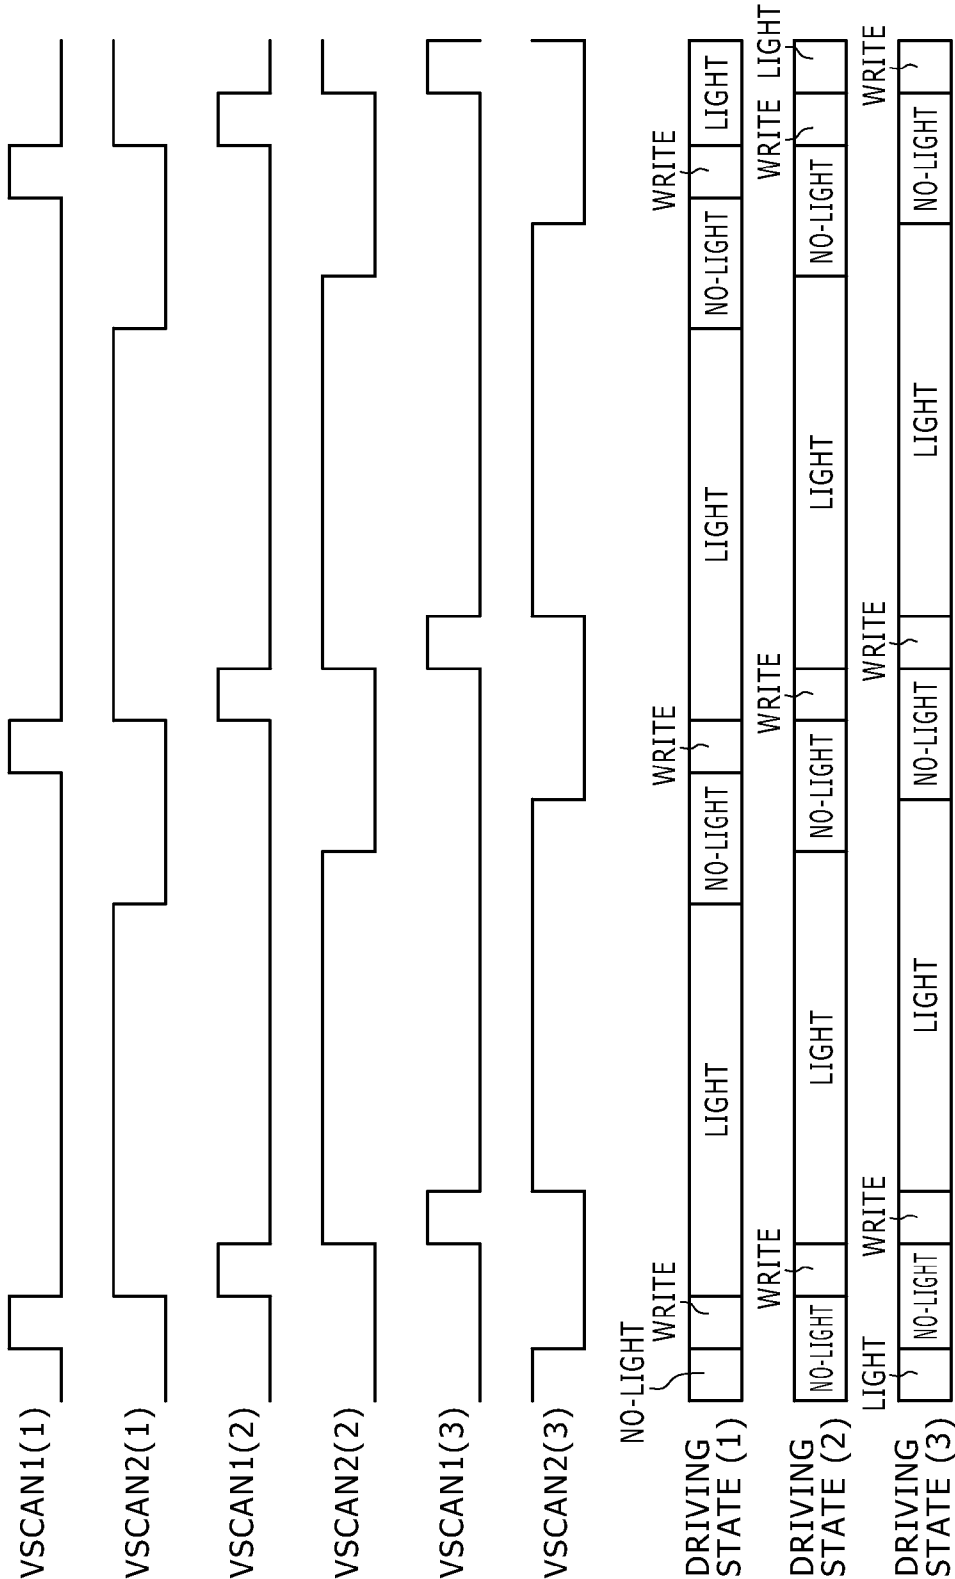 VSCAN1(1)
VSCAN2(1)
VSCAN1(2)
VSCAN2(2)
VSCAN1(3)
VSCAN2(3)
NO-LIGHT
WRITE
WRITE
WRITE
DRIVING
STATE (1)
LIGHT
NO-LIGHT
LIGHT
NO-LIGHT
LIGHT
WRITE
WRITE
WRITE
LIGHT
DRIVING
STATE (2)
NO-LIGHT
LIGHT
NO-LIGHT
LIGHT
NO-LIGHT
LIGHT
WRITE
WRITE
WRITE
DRIVING
STATE (3)
NO-LIGHT
LIGHT
NO-LIGHT
LIGHT
NO-LIGHT